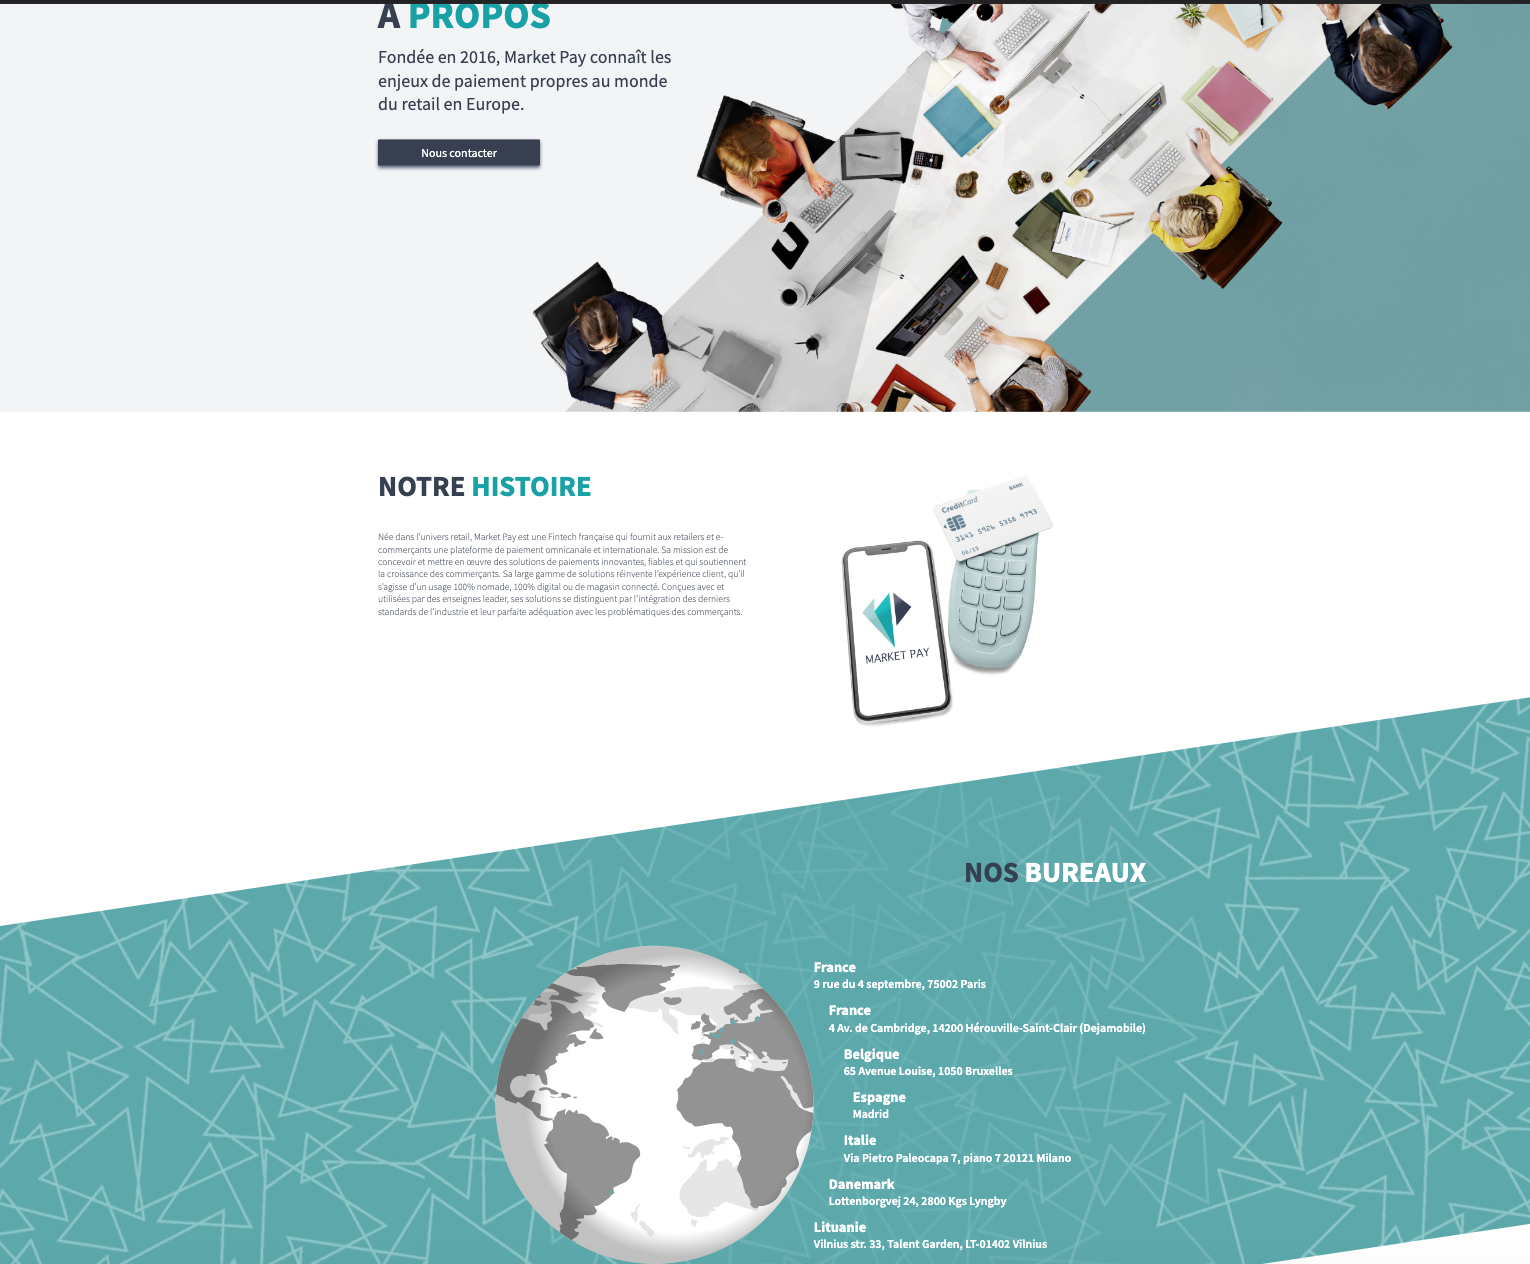 À PROPOS
Fondée en 2016, Market Pay connaît les
enjeux de paiement propres au monde
du retail en Europe.
Nous contacter
NOTRE HISTOIRE
Née dans l'univers retail, Market Pay est une Fintech française qui fournit aux retailers et e-
commerçants une plateforme de paiement omnicanale et internationale. Sa mission est de
concevoir et mettre en œuvre des solutions de paiements innovantes, fiables et qui soutiennent
la croissance des commerçants. Sa large gamme de solutions réinvente l'expérience client, qu'il
s'agisse d'un usage 100% nomade, 100% digital ou de magasin connecté. Conçues avec et
utilisées par des enseignes leader, ses solutions se distinguent par l'intégration des derniers
standards de l'industrie et leur parfaite adéquation avec les problématiques des commerçants.
BANK
CreditCard
3141 5926 5358 9793
06/15
MARKET PAY
NOS BUREAUX
France
9 rue du 4 septembre, 75002 Paris
France
4 Av. de Cambridge, 14200 Hérouville-Saint-Clair (Dejamobile)
Belgique
65 Avenue Louise, 1050 Bruxelles
Espagne
Madrid
Italie
Via Pietro Paleocapa 7, piano 7 20121 Milano
Danemark
Lottenborgvej 24, 2800 Kgs Lyngby
Lituanie
Vilnius str. 33, Talent Garden, LT-01402 Vilnius